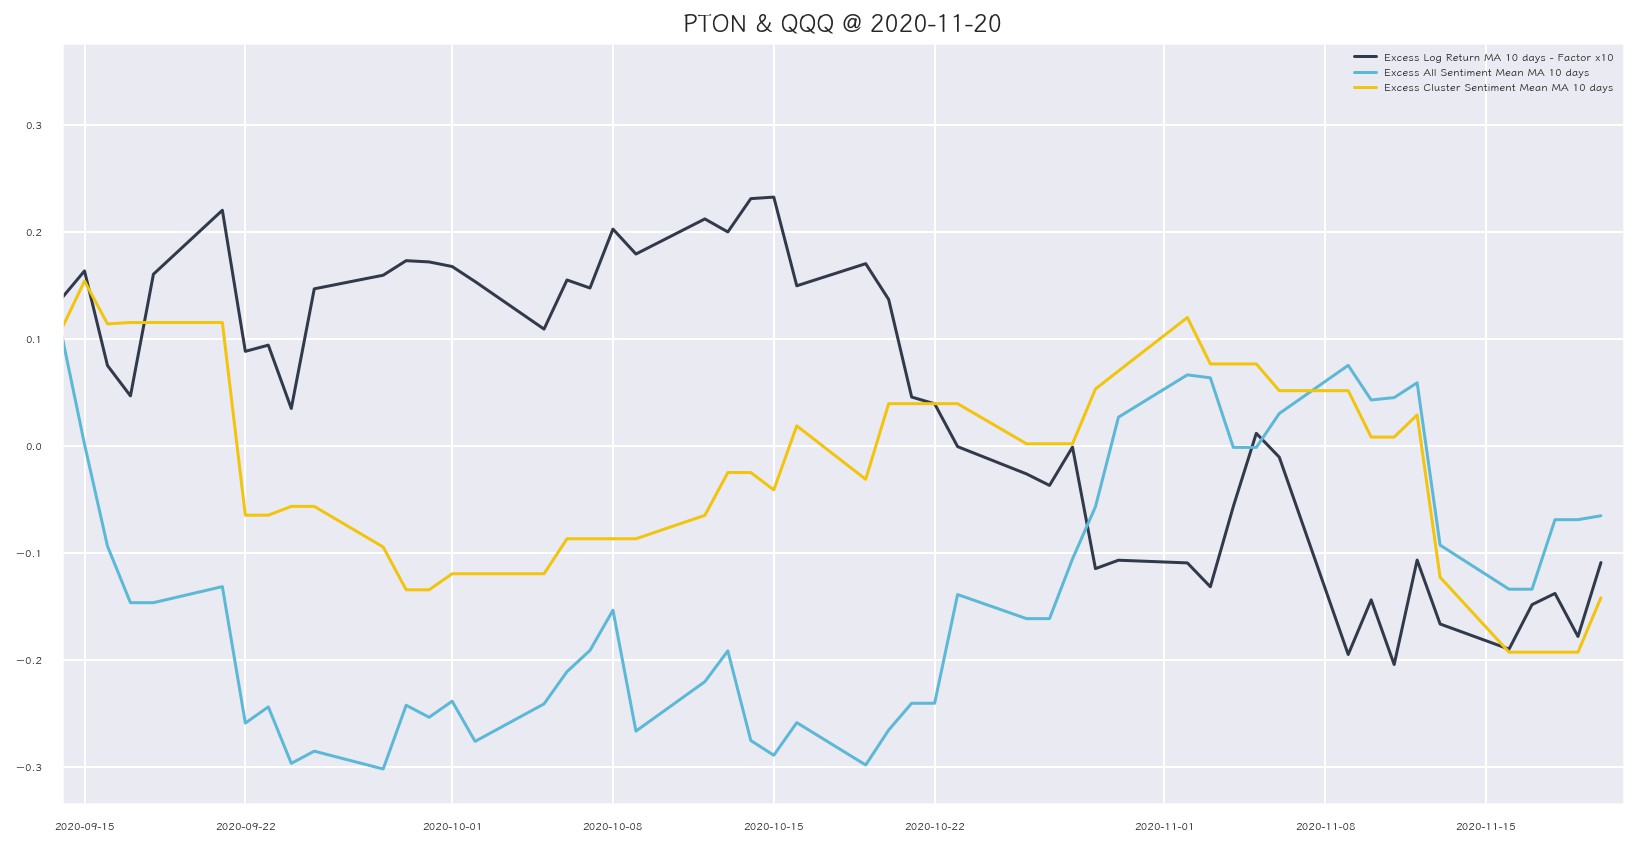 PTON & QQQ @ 2020-11-20
Excess Log Return MA 10 days - Factor x10
Excess All Sentiment Mean MA 10 days
Excess Cluster Sentiment Mean MA 10 days
0.3
0.2
0.1
0.0
−0.1
−0.2
−0.3
2020-09-15 2020-09-22 2020-10-01 2020-10-08 2020-10-15 2020-10-22 2020-11-01 2020-11-08 2020-11-15